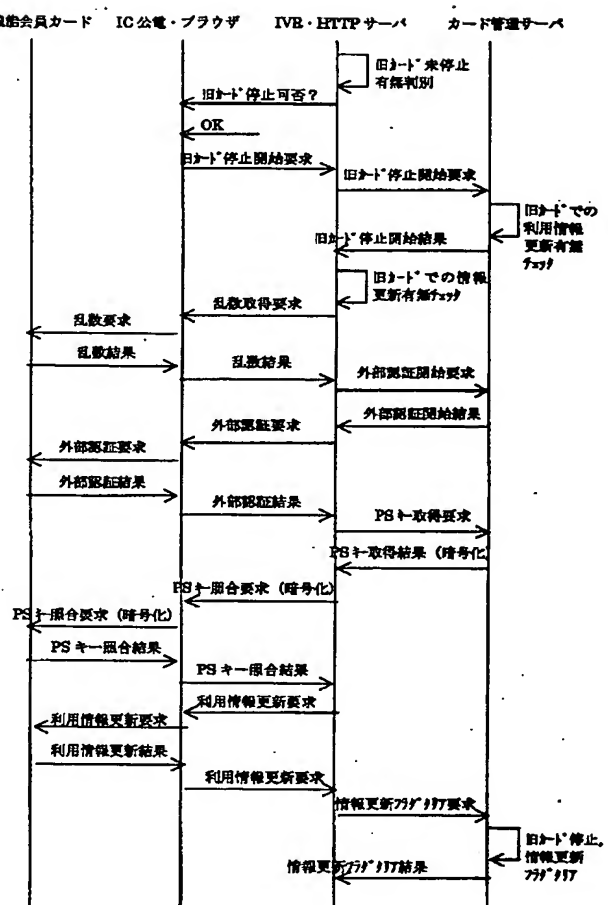 能会員カード IC公電・ブラウザ IVR・HTTPサーバ カード管理サーバ
旧カード未停止
有無判別
旧カード停止可否？
OK
旧カード停止開始要求
旧カード停止開始要求
旧カードでの
利用情報
更新有無
チェック
旧カード停止開始結果
旧カードでの情報
更新有無チェック
乱数取得要求
乱数要求
乱数結果
乱数結果
外部認証開始要求
外部認証開始結果
外部認証要求
外部認証要求
外部認証結果
外部認証結果
PSキー取得要求
PSキー取得結果（暗号化）
PSキー照合要求（暗号化）
PSキー照合要求（暗号化）
PSキー照合結果
PSキー照合結果
利用情報更新要求
利用情報更新要求
利用情報更新結果
利用情報更新要求
情報更新フラグクリア要求
旧カード停止,
情報更新
フラグクリア
情報更新フラグクリア結果